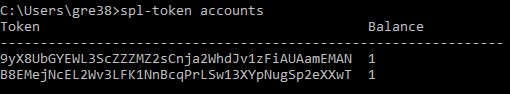 C:\Users\gre38>spl-token accounts
Token Balance
---------------------------------------------------------------
9yX8UbGYEWL3ScZZZMZ2sCnja2WhdJv1zFiAUAamEMAN 1
B8EMejNcEL2Wv3LFK1NnBcqPrLSw13XYpNugSp2eXXwT 1